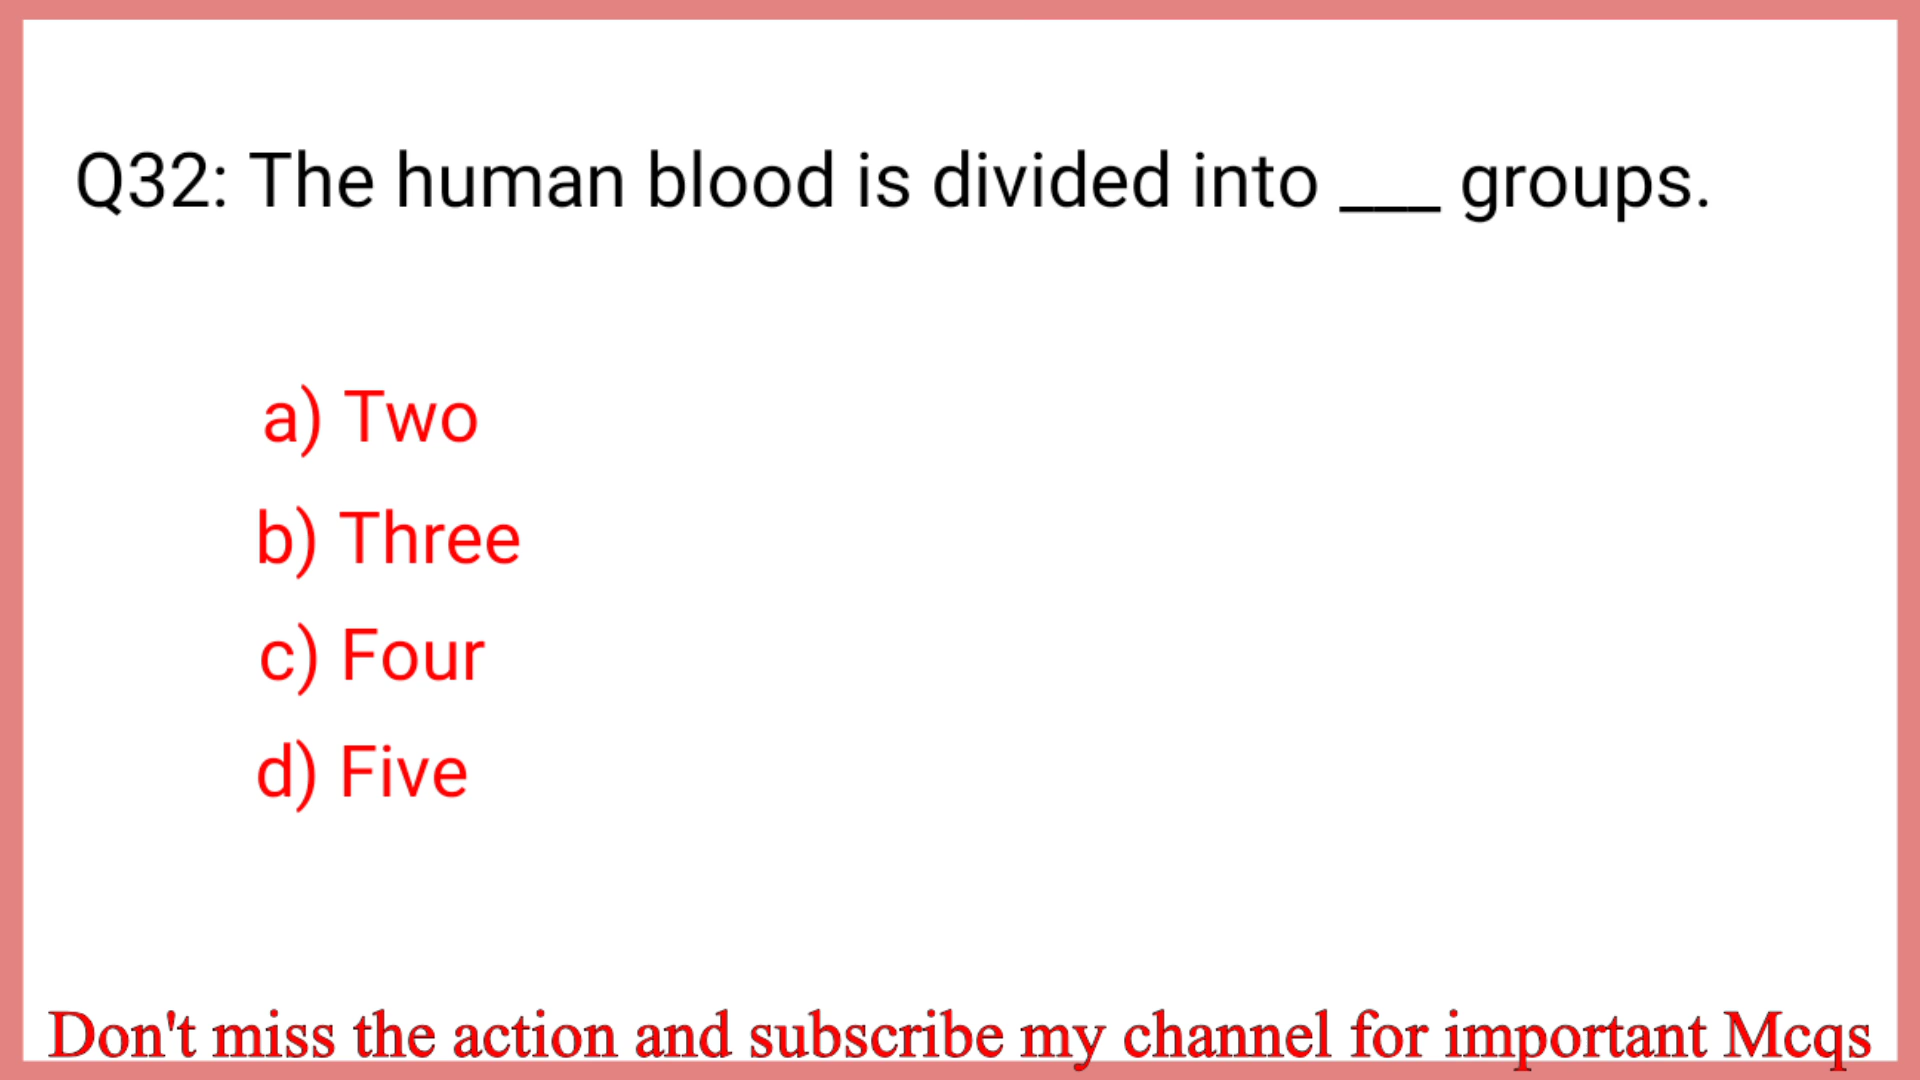 Q32: The human blood is divided into ___ groups.
a) Two
b) Three
c) Four
d) Five
Don't miss the action and subscribe my channel for important Mcqs